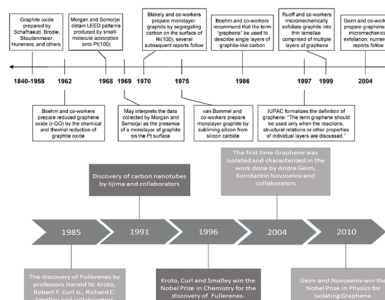 Graphite oxide
prepared by
Schafhaeutl, Brodie,
Staudenmaier,
Hummers, and others
Morgan and Somorjai
obtain LEED patterns
produced by small-
molecule adsorption
onto Pt(100)
Blakely and co-workers
prepare monolayer
graphite by segregating
carbon on the surface of
Ni(100); several
subsequent reports follow
Boehm and co-workers
recommend that the term
"graphene" be used to
describe single layers of
graphite-like carbon
Ruoff and co-workers
micromechanically
exfoliate graphite into
thin lamellae
comprised of multiple
layers of graphene
Geim and co-
prepare graphene
micromechanica
exfoliation; nume
reports follow
1840-1958
1962
1968
1969
1970
1975
1986
1997
1999
2004
Boehm and co-workers
prepare reduced graphene
oxide (r-GO) by the chemical
and thermal reduction of
graphite oxide
May interprets the data
collected by Morgan and
Somorjai as the presence
of a monolayer of graphite on
the Pt surface
van Bommel and
co-workers prepare
monolayer graphite by
subliming silicon from
silicon carbide
IUPAC formalizes the definition of
graphene: "The term graphene should
be used only when the reactions,
structural relations or other properties
of individual layers are discussed."
Discovery of carbon nanotubes
by Iijima and collaborators
The first time Graphene was
isolated and characterized in the
work done by Andre Geim,
Konstantin Novoselov and
collaborators
1985
1991
1996
2004
2010
The discovery of Fullerenes by
professors Harold W. Kroto,
Robert F. Curl Jr., Richard E.
Smalley and collaborators
Kroto, Curl and Smalley win the
Nobel Prize in Chemistry for the
discovery of Fullerenes.
Geim and Novoselov win the
Nobel Prize in Physics for
isolating Graphene.